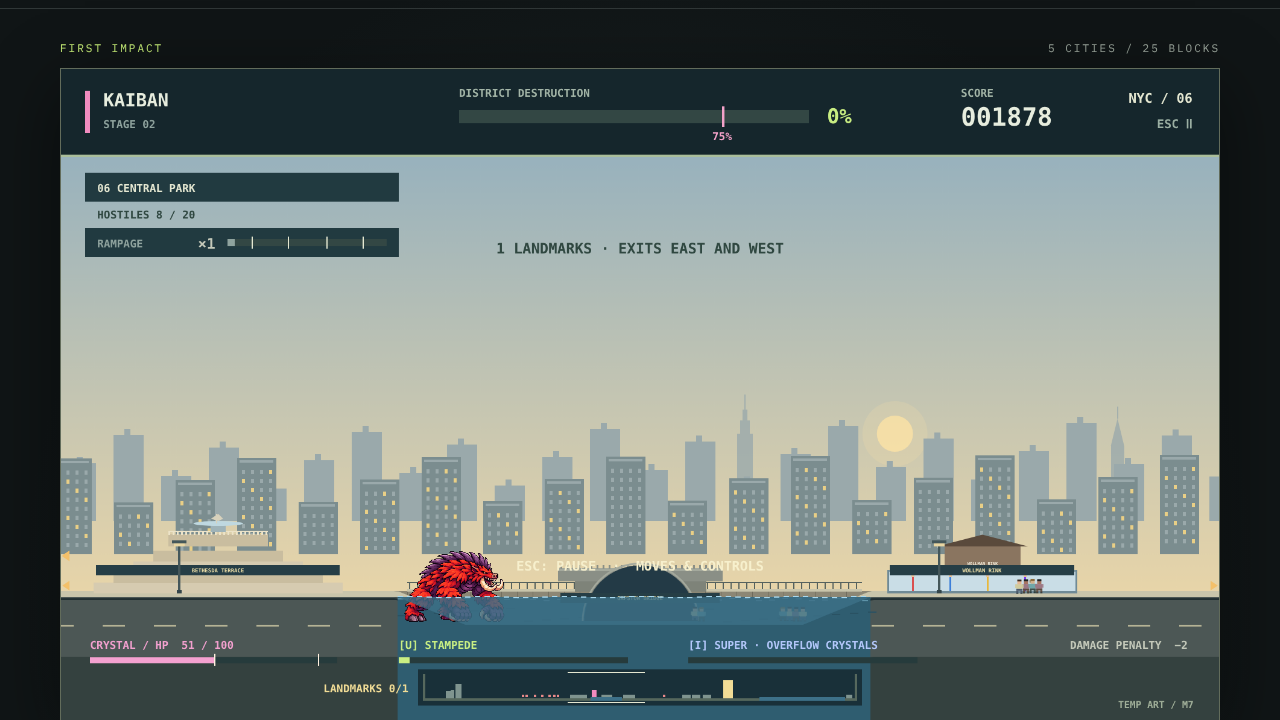 FIRST IMPACT
5 CITIES / 25 BLOCKS
KAIBAN
STAGE 02
DISTRICT DESTRUCTION
0%
75%
SCORE
001878
NYC / 06
ESC II
06 CENTRAL PARK
HOSTILES 8 / 20
RAMPAGE ×1
1 LANDMARKS · EXITS EAST AND WEST
ESC: PAUSE · MOVES & CONTROLS
BETHESDA TERRACE
WOLLMAN RINK
WOLLMAN RINK
CRYSTAL / HP 51 / 100
[U] STAMPEDE
[I] SUPER · OVERFLOW CRYSTALS
DAMAGE PENALTY −2
LANDMARKS 0/1
TEMP ART / M7